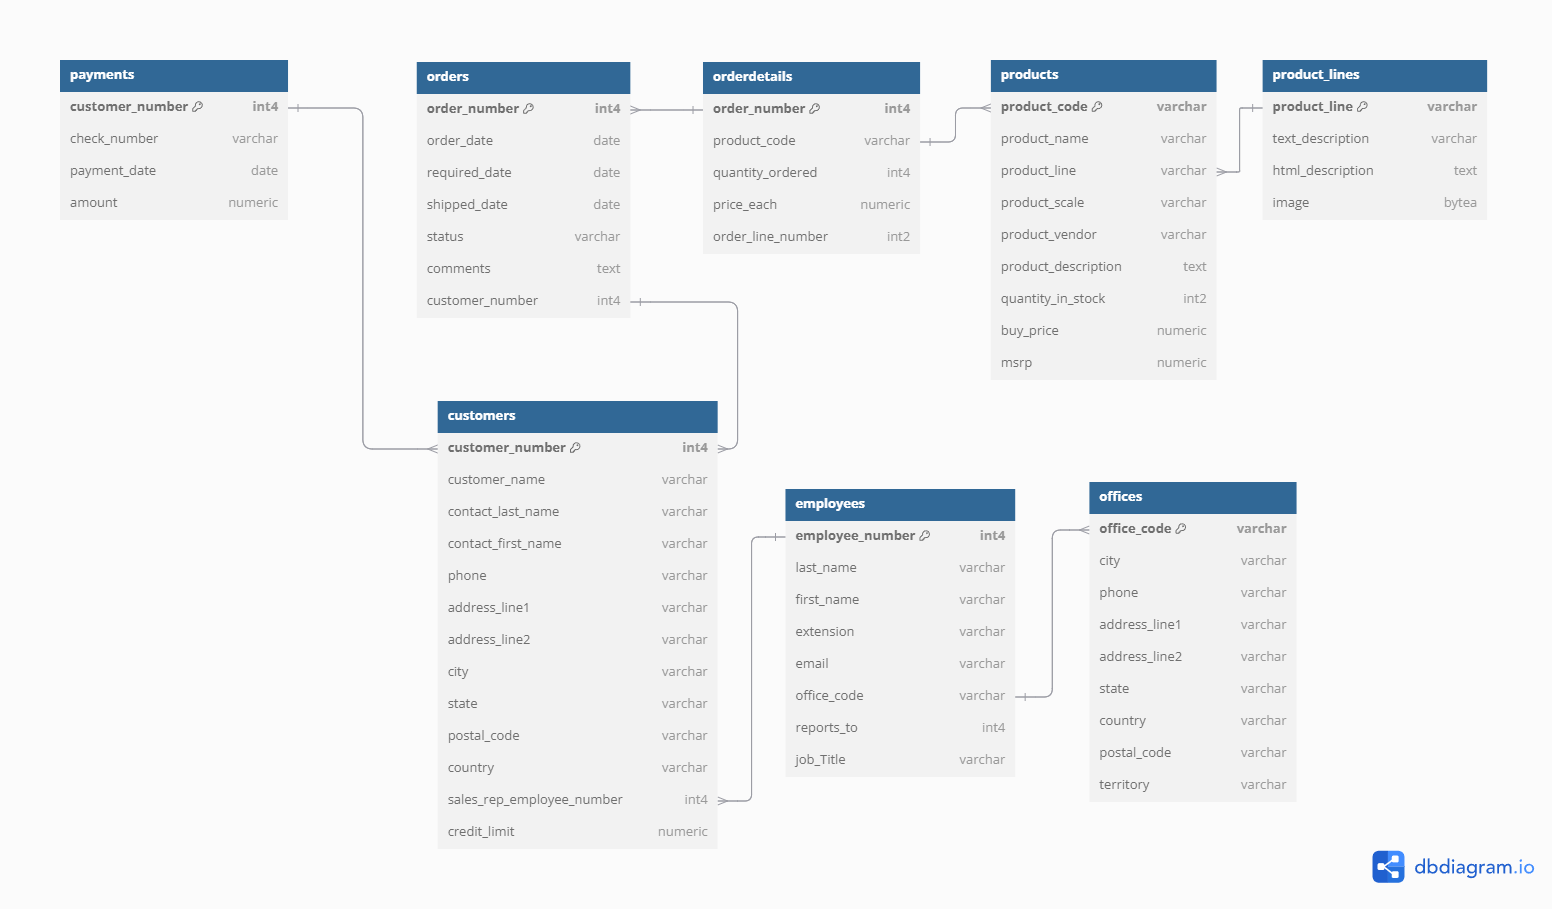 payments
customer_number int4
check_number varchar
payment_date date
amount numeric
orders
order_number int4
order_date date
required_date date
shipped_date date
status varchar
comments text
customer_number int4
orderdetails
order_number int4
product_code varchar
quantity_ordered int4
price_each numeric
order_line_number int2
products
product_code varchar
product_name varchar
product_line varchar
product_scale varchar
product_vendor varchar
product_description text
quantity_in_stock int2
buy_price numeric
msrp numeric
product_lines
product_line varchar
text_description varchar
html_description text
image bytea
customers
customer_number int4
customer_name varchar
contact_last_name varchar
contact_first_name varchar
phone varchar
address_line1 varchar
address_line2 varchar
city varchar
state varchar
postal_code varchar
country varchar
sales_rep_employee_number int4
credit_limit numeric
employees
employee_number int4
last_name varchar
first_name varchar
extension varchar
email varchar
office_code varchar
reports_to int4
job_Title varchar
offices
office_code varchar
city varchar
phone varchar
address_line1 varchar
address_line2 varchar
state varchar
country varchar
postal_code varchar
territory varchar
dbdiagram.io